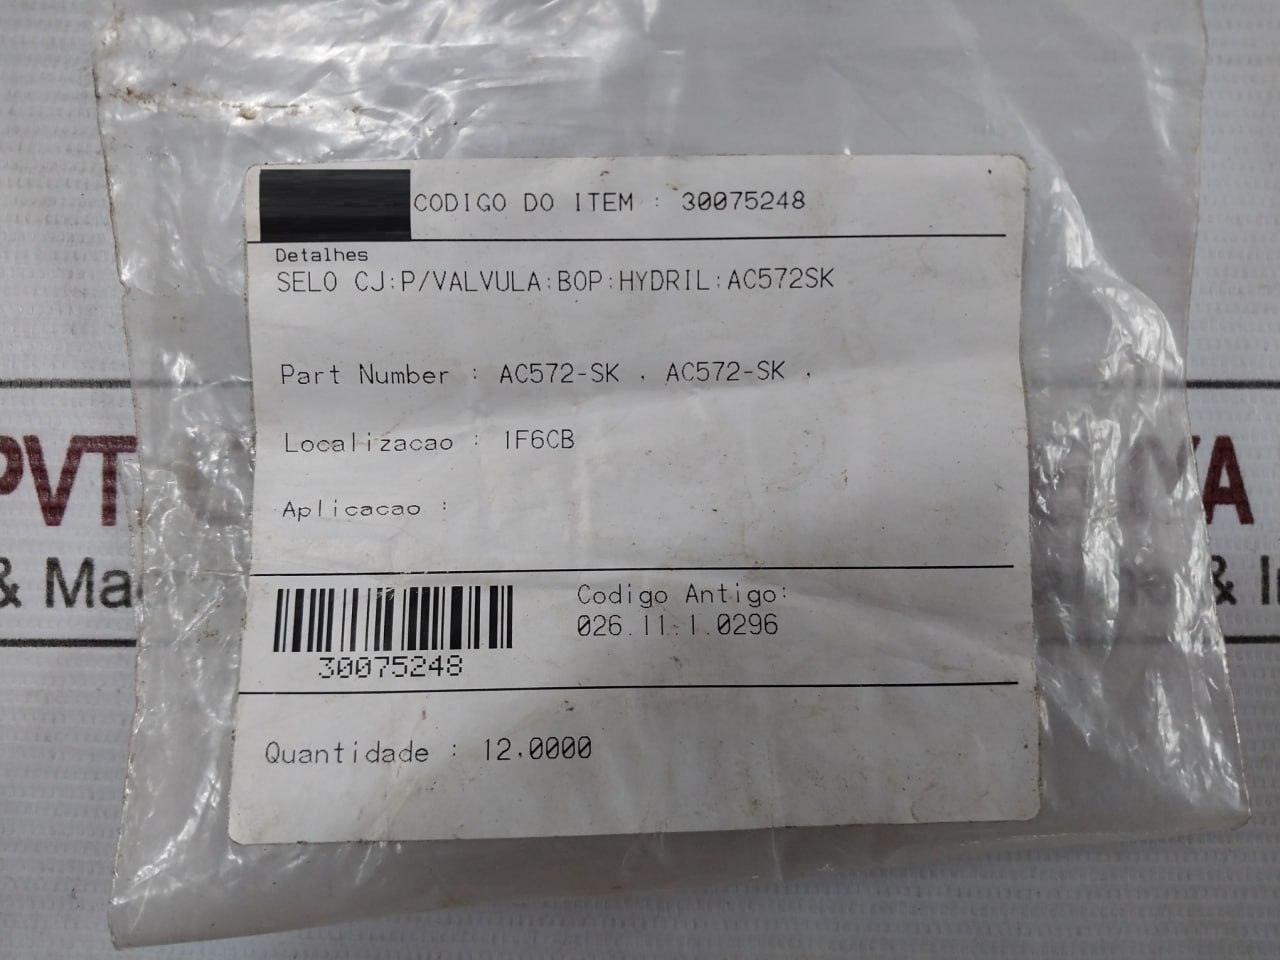 CODIGO DO ITEM : 30075248
Detalhes
SELO CJ:P/VALVULA:BOP:HYDRIL:AC572SK
Part Number : AC572-SK . AC572-SK .
Localizacao : 1F6CB
Aplicacao :
Codigo Antigo:
026.11.1.0296
30075248
Quantidade : 12.0000
PVT
YA
& Ma
& I